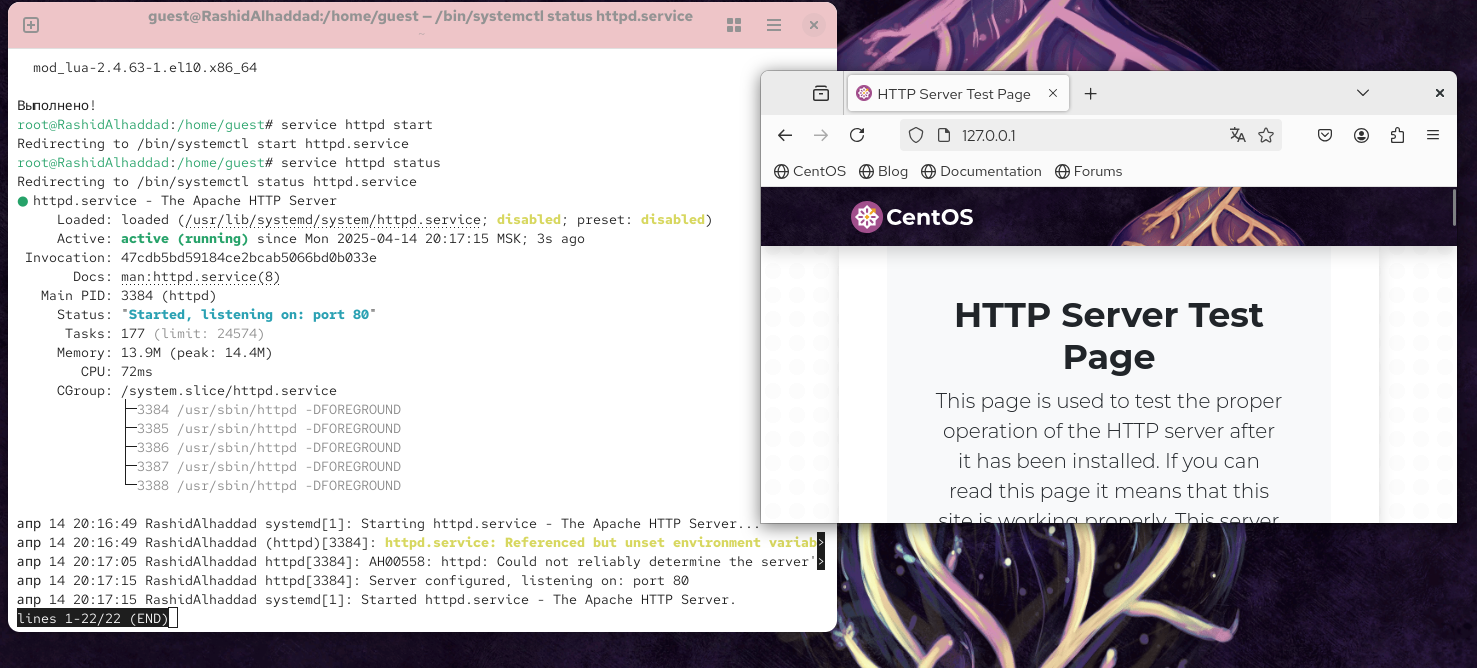 guest@RashidAlhaddad:/home/guest — /bin/systemctl status httpd.service
~
mod_lua-2.4.63-1.el10.x86_64
Выполнено!
root@RashidAlhaddad:/home/guest# service httpd start
Redirecting to /bin/systemctl start httpd.service
root@RashidAlhaddad:/home/guest# service httpd status
Redirecting to /bin/systemctl status httpd.service
● httpd.service - The Apache HTTP Server
Loaded: loaded (/usr/lib/systemd/system/httpd.service; disabled; preset: disabled)
Active: active (running) since Mon 2025-04-14 20:17:15 MSK; 3s ago
Invocation: 47cdb5bd59184ce2bcab5066bd0b033e
Docs: man:httpd.service(8)
Main PID: 3384 (httpd)
Status: "Started, listening on: port 80"
Tasks: 177 (limit: 24574)
Memory: 13.9M (peak: 14.4M)
CPU: 72ms
CGroup: /system.slice/httpd.service
├─3384 /usr/sbin/httpd -DFOREGROUND
├─3385 /usr/sbin/httpd -DFOREGROUND
├─3386 /usr/sbin/httpd -DFOREGROUND
├─3387 /usr/sbin/httpd -DFOREGROUND
└─3388 /usr/sbin/httpd -DFOREGROUND
апр 14 20:16:49 RashidAlhaddad systemd[1]: Starting httpd.service - The Apache HTTP Server...
апр 14 20:16:49 RashidAlhaddad (httpd)[3384]: httpd.service: Referenced but unset environment variab>
апр 14 20:17:05 RashidAlhaddad httpd[3384]: AH00558: httpd: Could not reliably determine the server'>
апр 14 20:17:15 RashidAlhaddad httpd[3384]: Server configured, listening on: port 80
апр 14 20:17:15 RashidAlhaddad systemd[1]: Started httpd.service - The Apache HTTP Server.
lines 1-22/22 (END)
HTTP Server Test Page
127.0.0.1
CentOS Blog Documentation Forums
CentOS
HTTP Server Test
Page
This page is used to test the proper
operation of the HTTP server after
it has been installed. If you can
read this page it means that this
site is working properly. This server